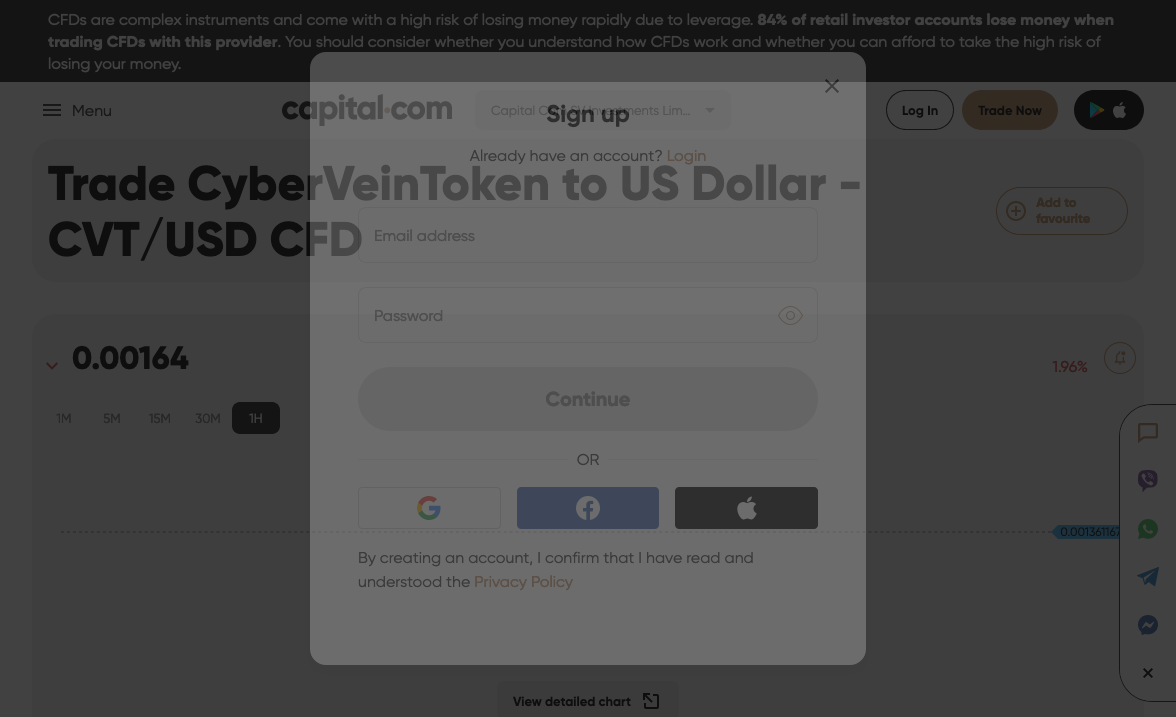 CFDs are complex instruments and come with a high risk of losing money rapidly due to leverage. 84% of retail investor accounts lose money when
trading CFDs with this provider. You should consider whether you understand how CFDs work and whether you can afford to take the high risk of
losing your money.
Menu
capital.com
Capital Com SV Investments Lim...
Log In
Trade Now
Sign up
Already have an account? Login
Trade CyberVeinToken to US Dollar -
CVT/USD CFD
Add to
favourite
Email address
Password
0.00164
1.96%
1M 5M 15M 30M 1H
Continue
OR
0.00136116
By creating an account, I confirm that I have read and
understood the Privacy Policy
View detailed chart